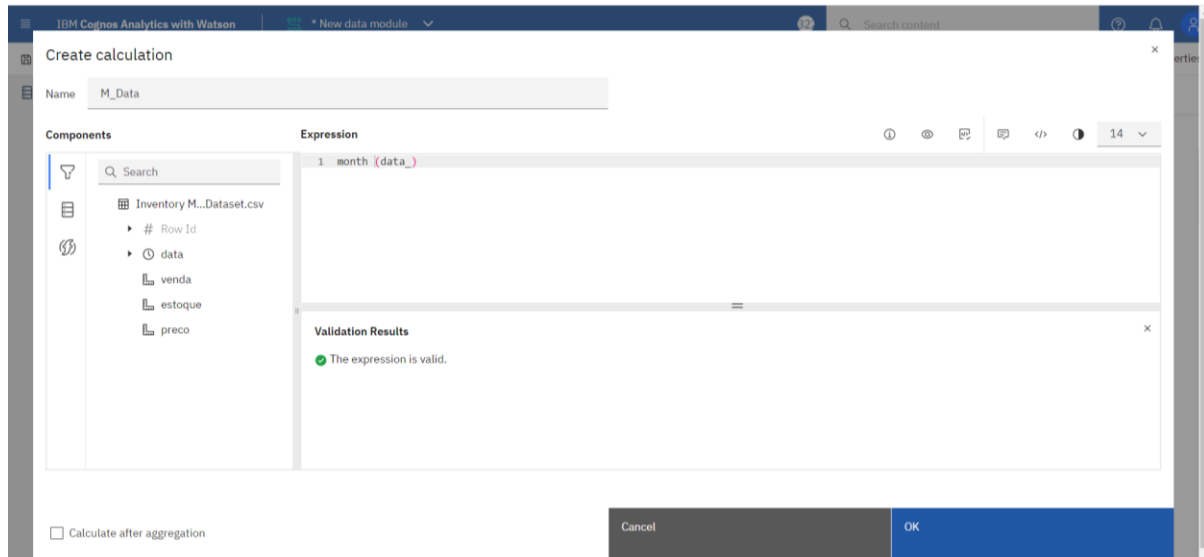 IBM Cognos Analytics with Watson * New data module Search content
Create calculation
erties
Name M_Data
Components Expression 14
Search
1 month (data_)
Inventory M...Dataset.csv
# Row Id
data
venda
estoque
preco
Validation Results
The expression is valid.
Calculate after aggregation
Cancel OK